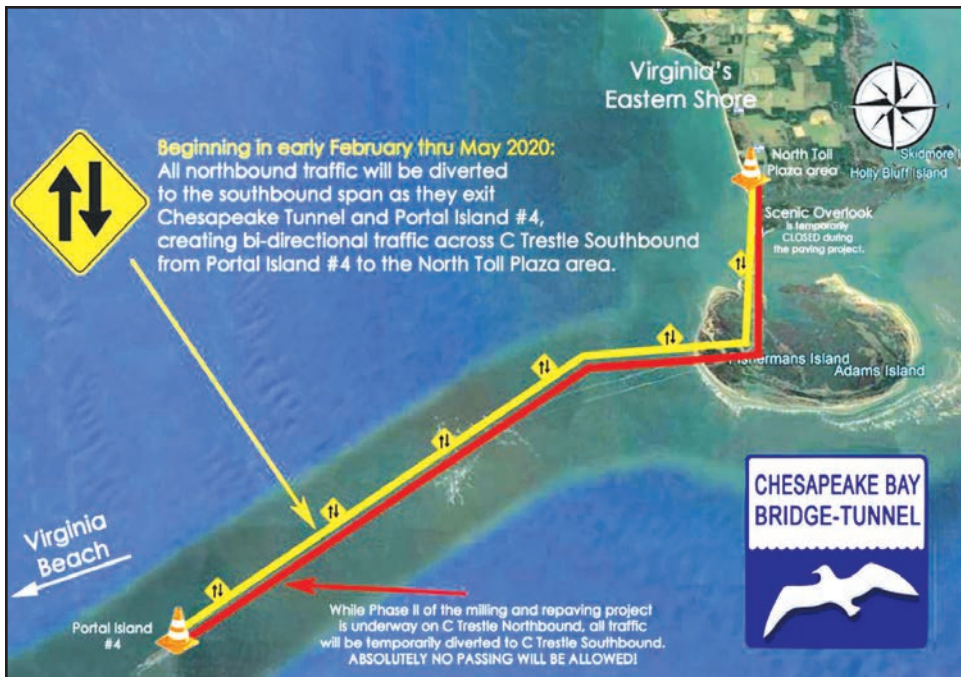 Virginia's
Eastern Shore
Beginning in early February thru May 2020:
All northbound traffic will be diverted
to the southbound span as they exit
Chesapeake Tunnel and Portal Island #4,
creating bi-directional traffic across C Trestle Southbound
from Portal Island #4 to the North Toll Plaza area.
North Toll
Plaza area
Skidmore I
Holly Bluff Island
Scenic Overlook
is temporarily
CLOSED during
the paving project.
Fishermans Island
Adams Island
CHESAPEAKE BAY
BRIDGE-TUNNEL
Virginia
Beach
Portal Island
#4
While Phase II of the milling and repaving project
is underway on C Trestle Northbound, all traffic
will be temporarily diverted to C Trestle Southbound.
ABSOLUTELY NO PASSING WILL BE ALLOWED!